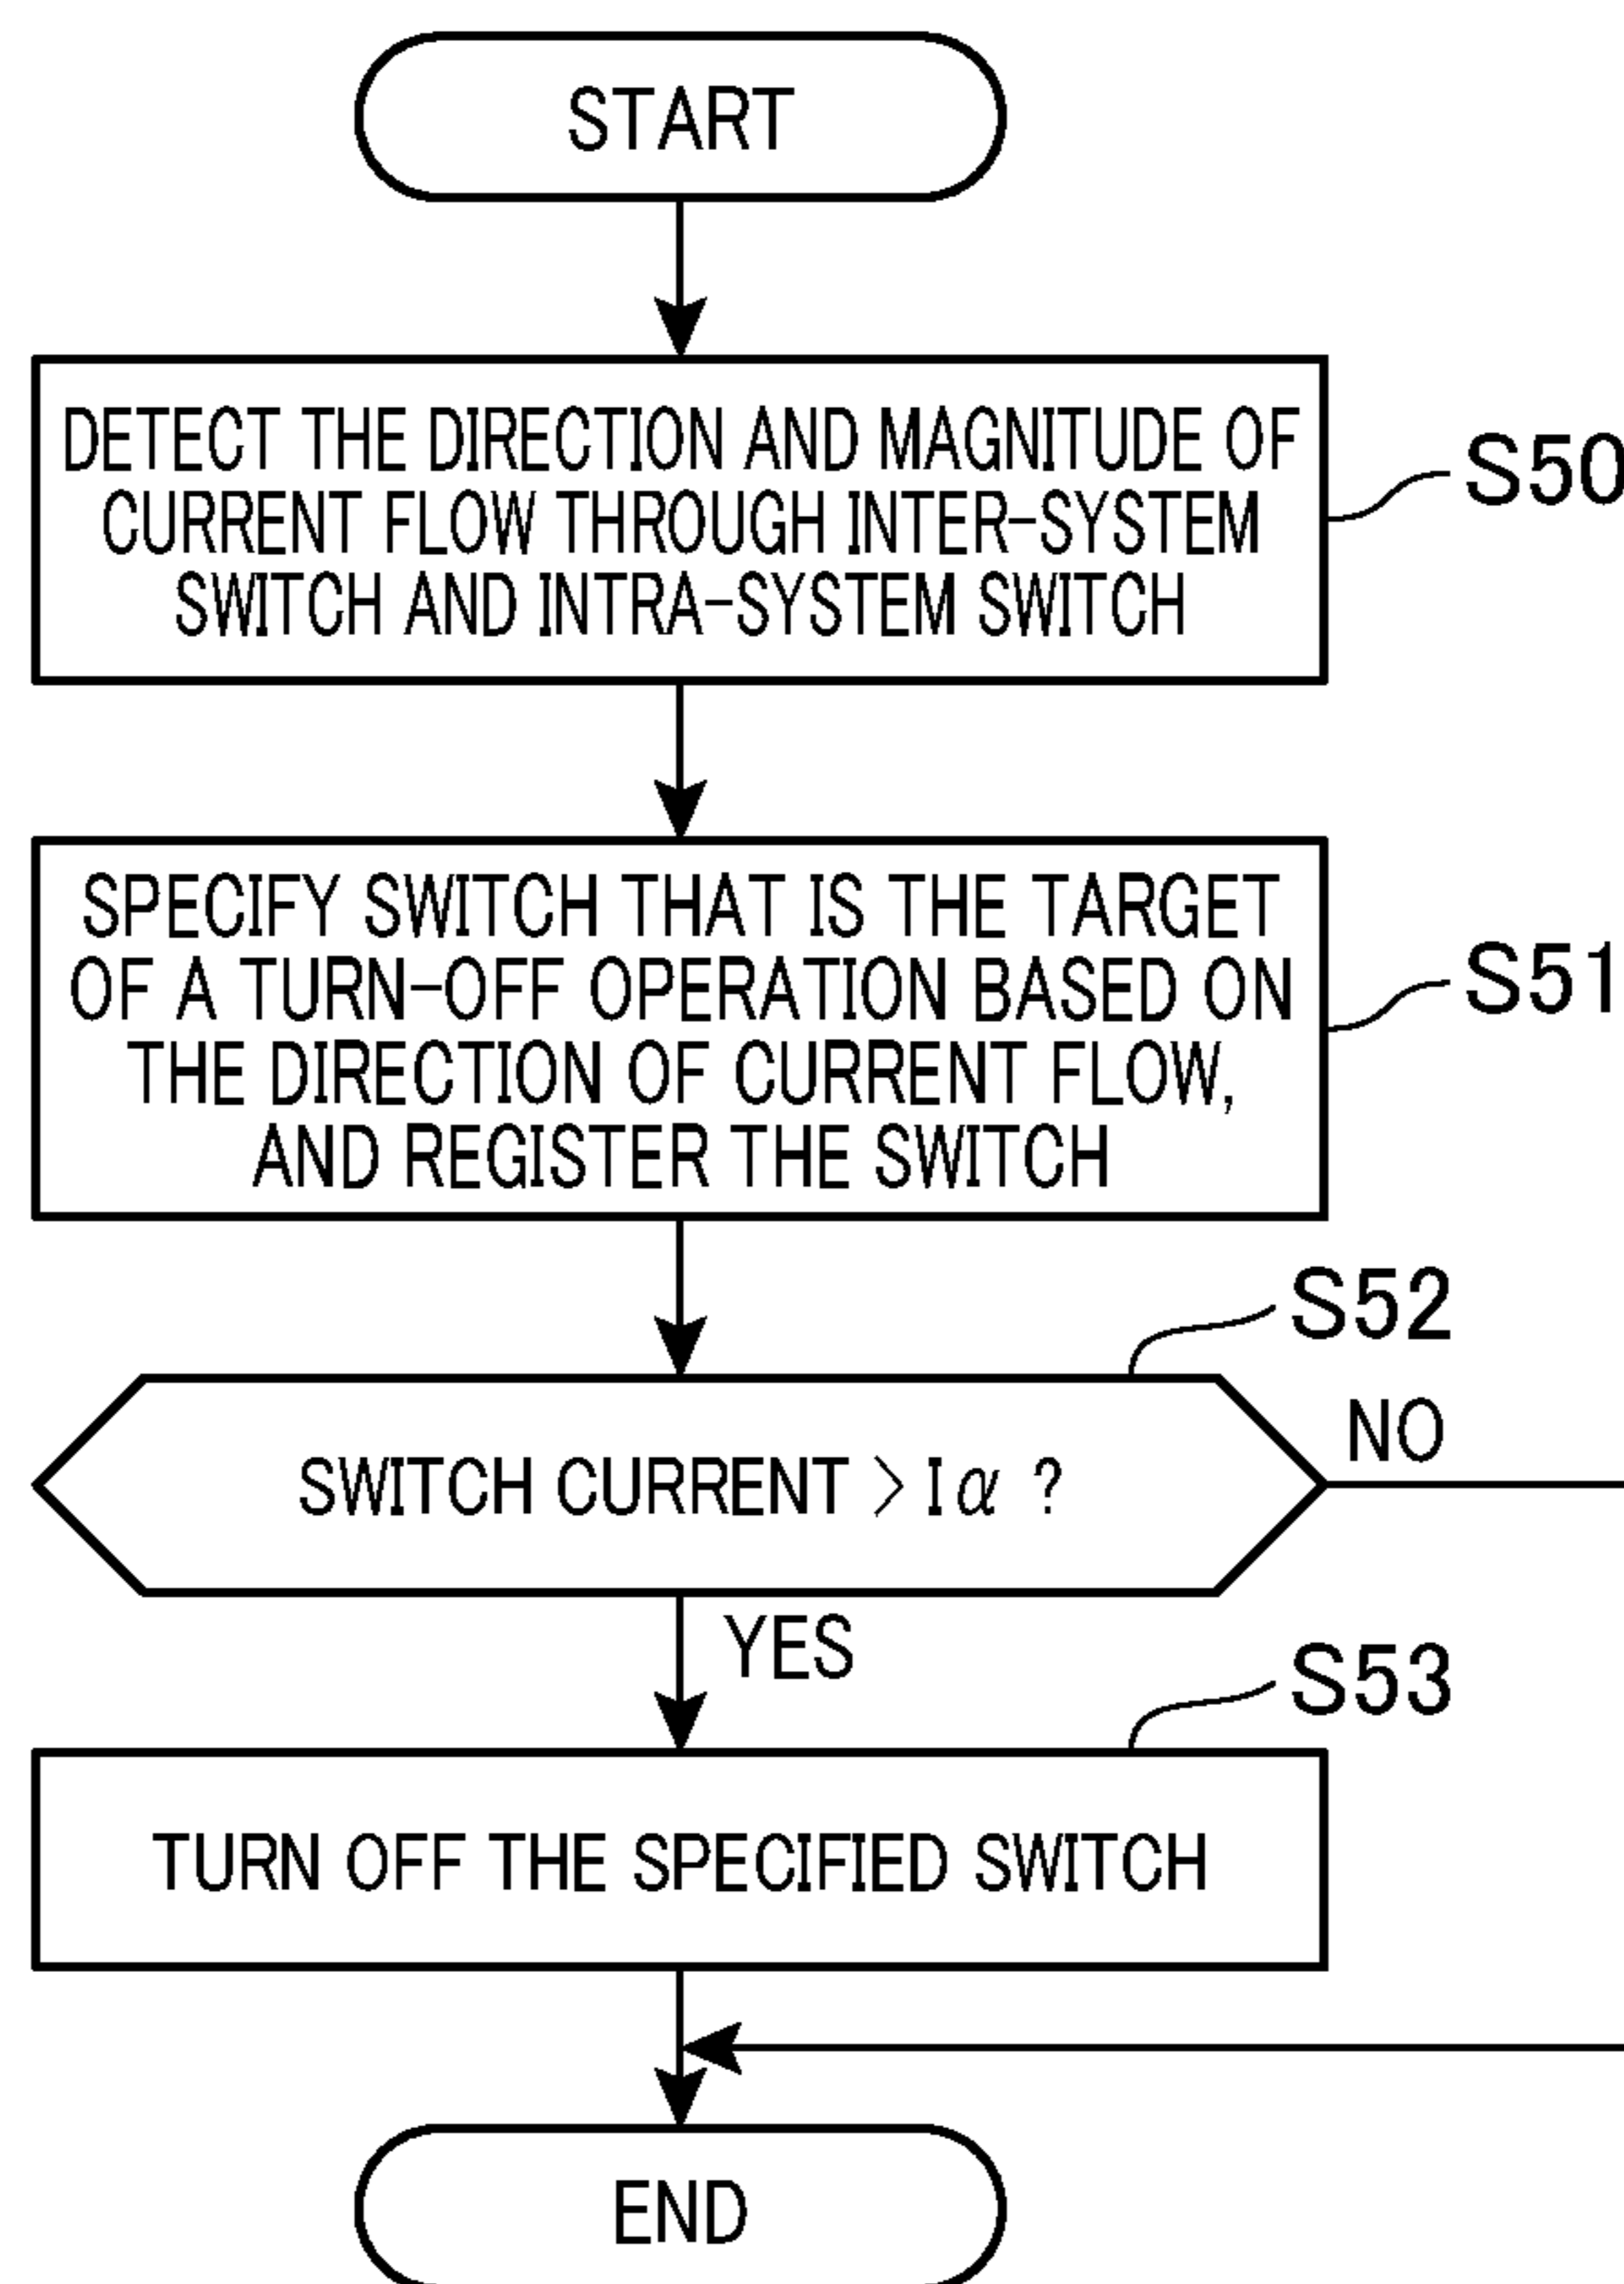 START
DETECT THE DIRECTION AND MAGNITUDE OF
CURRENT FLOW THROUGH INTER-SYSTEM
SWITCH AND INTRA-SYSTEM SWITCH
S50
SPECIFY SWITCH THAT IS THE TARGET
OF A TURN-OFF OPERATION BASED ON
THE DIRECTION OF CURRENT FLOW,
AND REGISTER THE SWITCH
S51
S52
SWITCH CURRENT > Iα ?
NO
YES
S53
TURN OFF THE SPECIFIED SWITCH
END